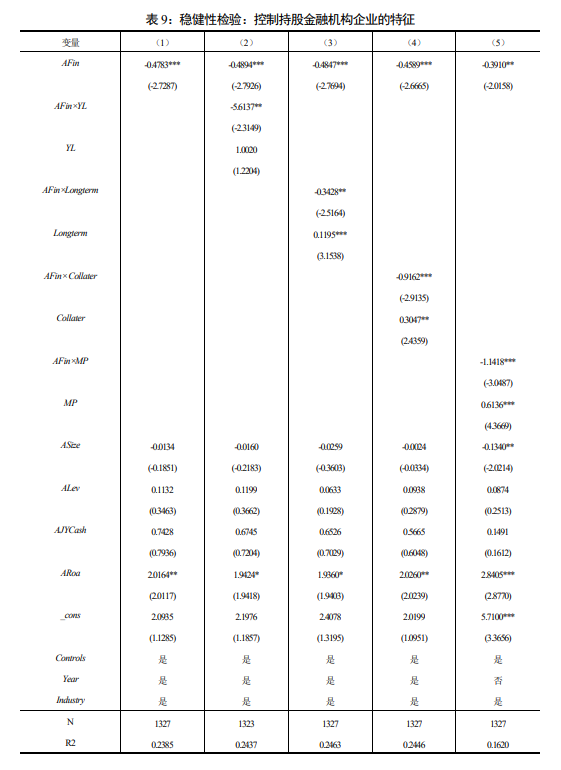 表 9：稳健性检验：控制持股金融机构企业的特征
变量 （1） （2） （3） （4） （5）
AFin -0.4783*** -0.4894*** -0.4847*** -0.4589*** -0.3910**
(-2.7287) (-2.7926) (-2.7694) (-2.6665) (-2.0158)
AFin×YL -5.6137**
(-2.3149)
YL 1.0020
(1.2204)
AFin×Longterm -0.3428**
(-2.5164)
Longterm 0.1195***
(3.1538)
AFin×Collater -0.9162***
(-2.9135)
Collater 0.3047**
(2.4359)
AFin×MP -1.1418***
(-3.0487)
MP 0.6136***
(4.3669)
ASize -0.0134 -0.0160 -0.0259 -0.0024 -0.1340**
(-0.1851) (-0.2183) (-0.3603) (-0.0334) (-2.0214)
ALev 0.1132 0.1199 0.0633 0.0938 0.0874
(0.3463) (0.3662) (0.1928) (0.2879) (0.2513)
AJYCash 0.7428 0.6745 0.6526 0.5665 0.1491
(0.7936) (0.7204) (0.7029) (0.6048) (0.1612)
ARoa 2.0164** 1.9424* 1.9360* 2.0260** 2.8405***
(2.0117) (1.9418) (1.9403) (2.0239) (2.8770)
_cons 2.0935 2.1976 2.4078 2.0199 5.7100***
(1.1285) (1.1857) (1.3195) (1.0951) (3.3656)
Controls 是 是 是 是 是
Year 是 是 是 是 否
Industry 是 是 是 是 是
N 1327 1323 1327 1327 1327
R2 0.2385 0.2437 0.2463 0.2446 0.1620